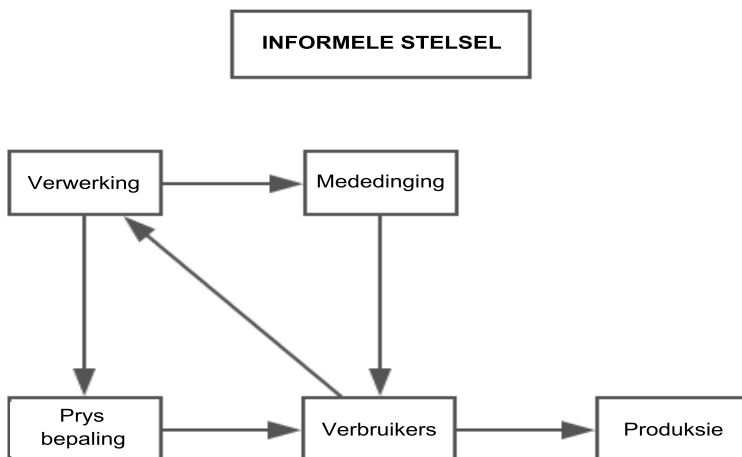 INFORMELE STELSEL
Verwerking
Mededinging
Prys
bepaling
Verbruikers
Produksie